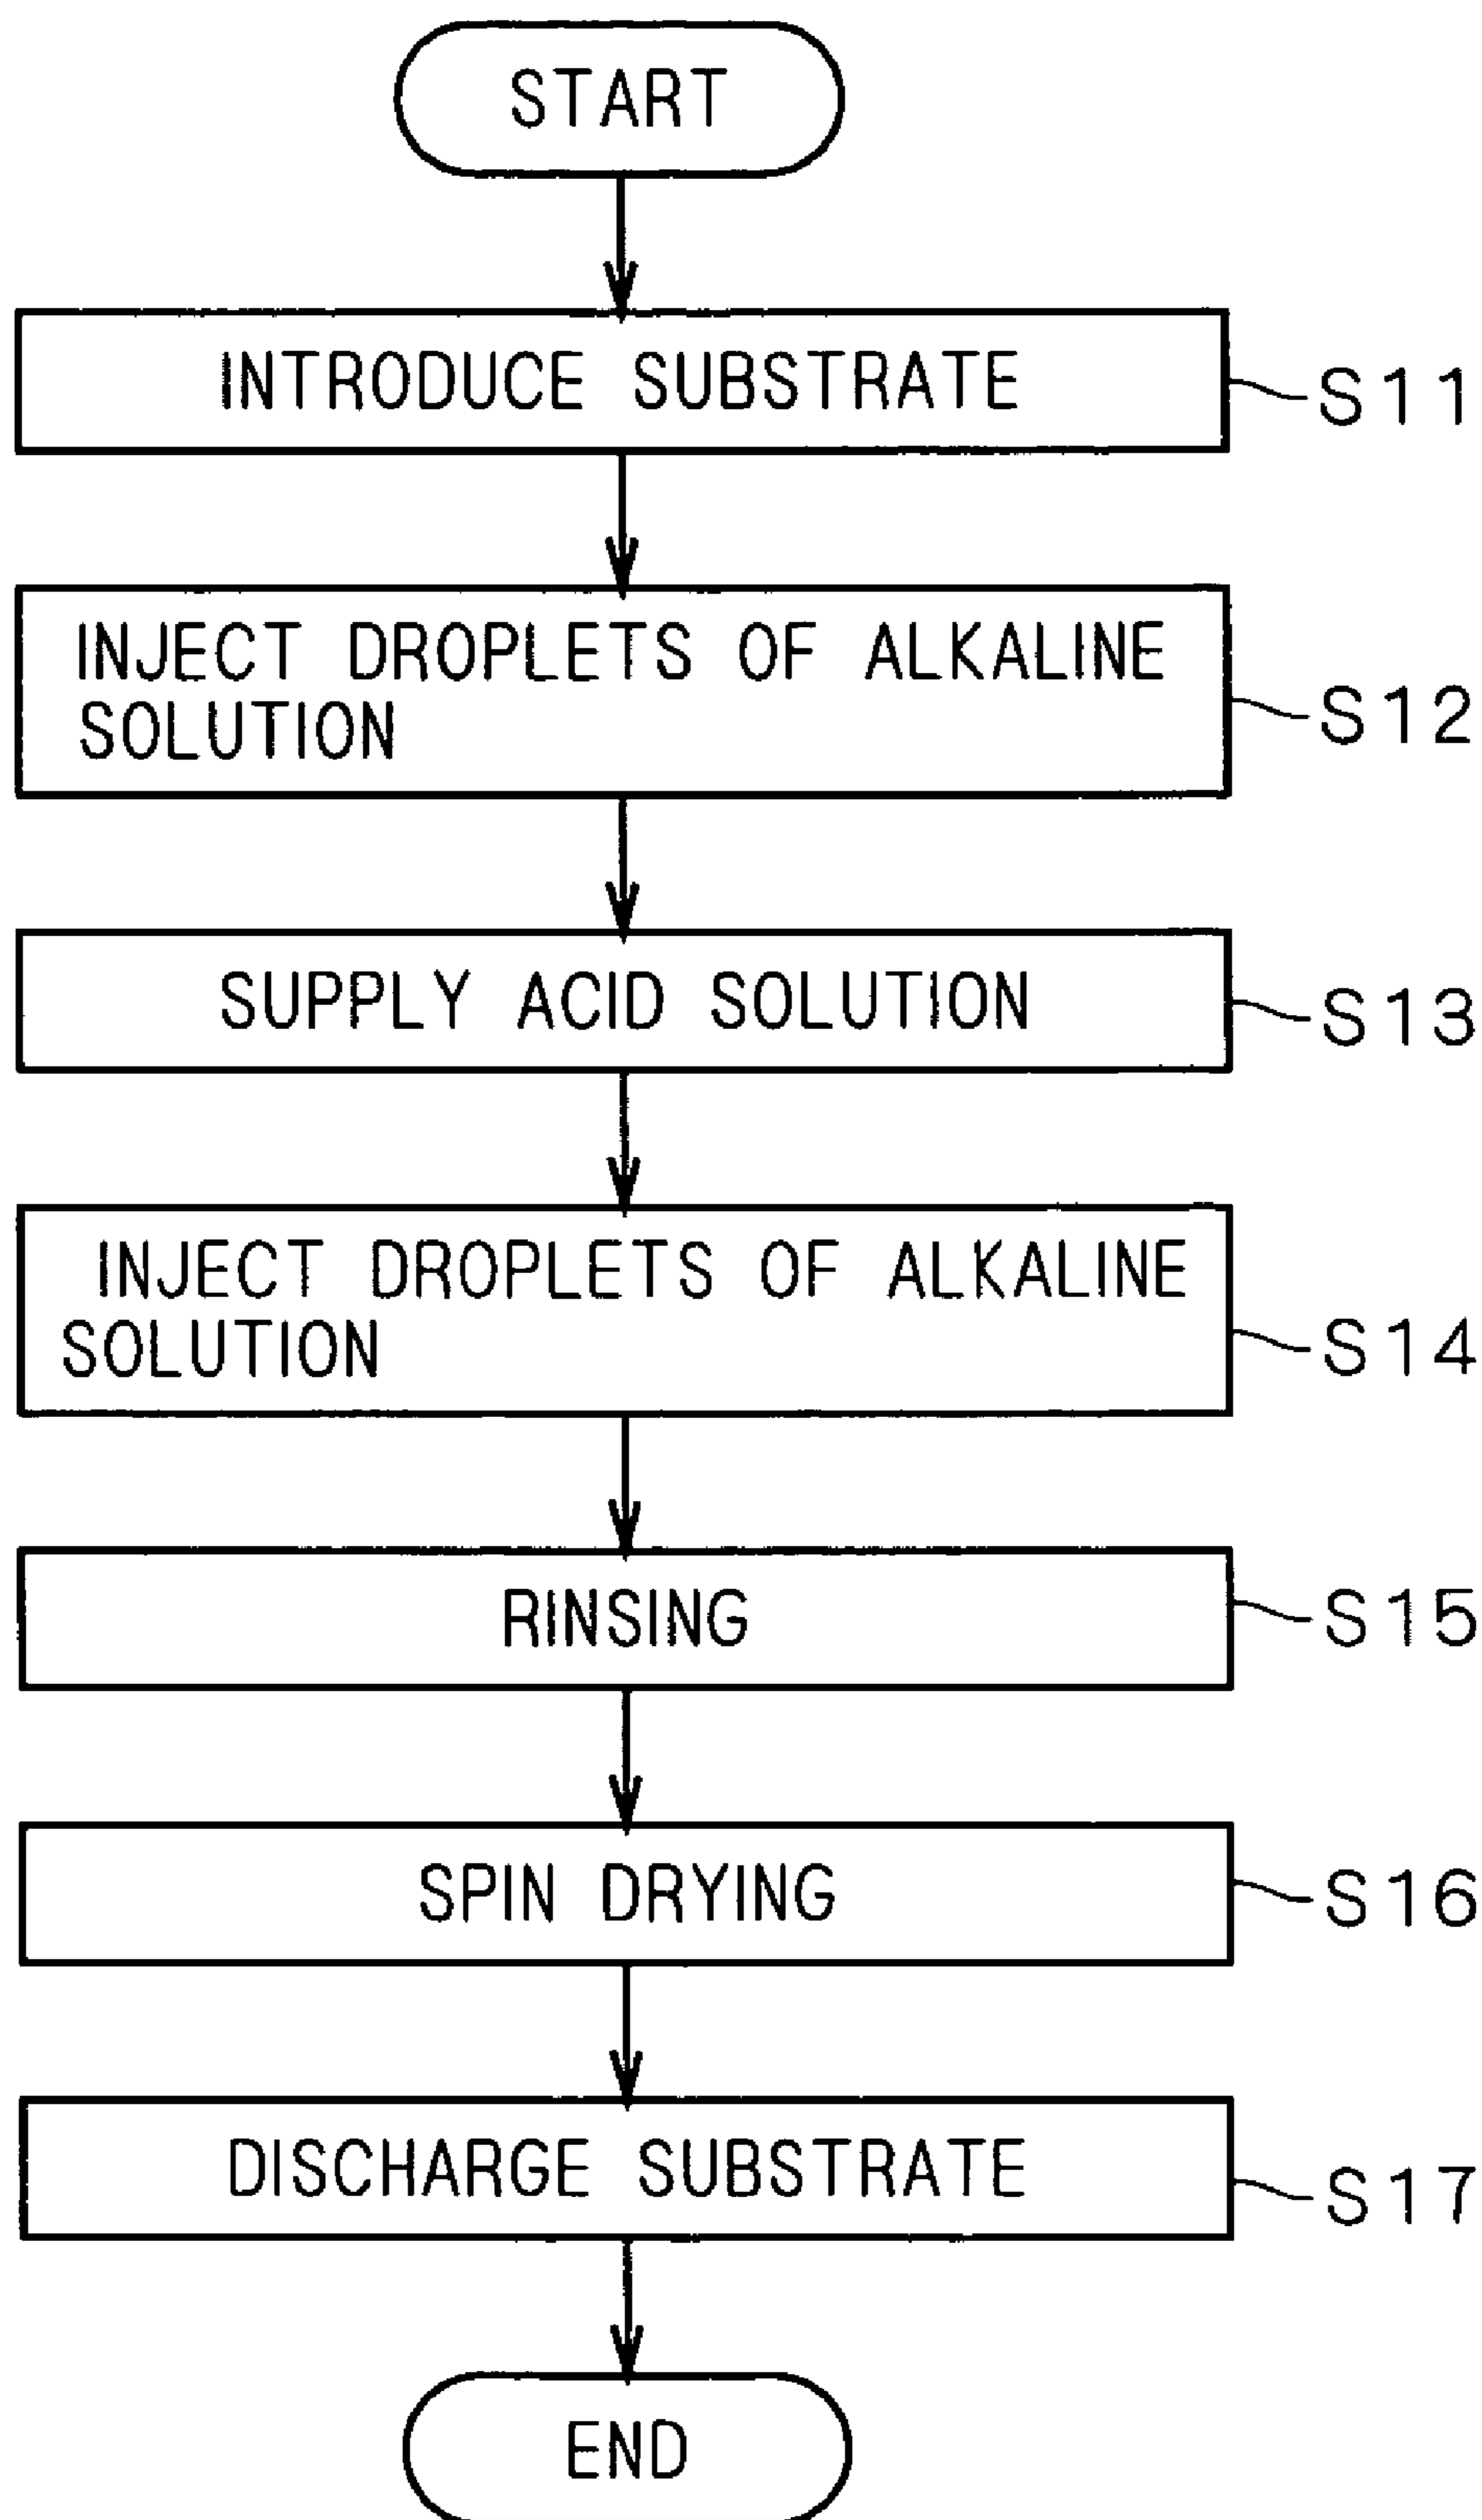 START
INTRODUCE SUBSTRATE
S11
INJECT DROPLETS OF ALKALINE
SOLUTION
S12
SUPPLY ACID SOLUTION
S13
INJECT DROPLETS OF ALKALINE
SOLUTION
S14
RINSING
S15
SPIN DRYING
S16
DISCHARGE SUBSTRATE
S17
END